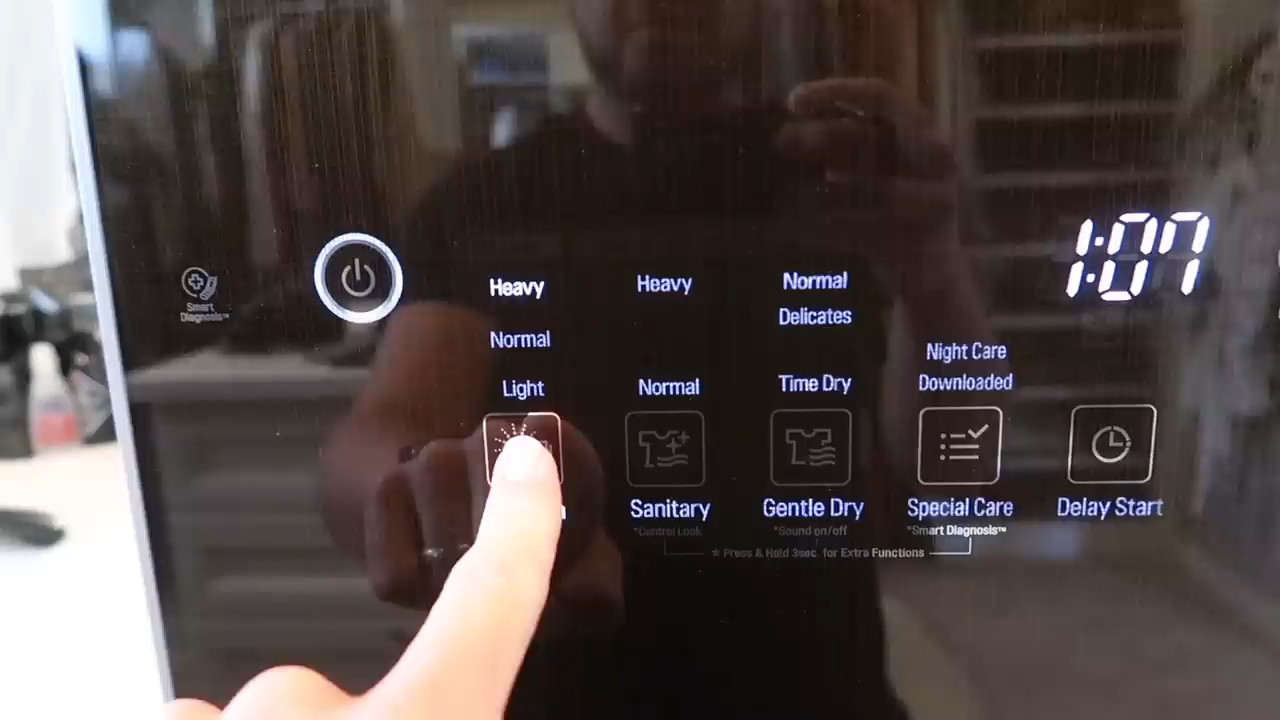 1:07
Heavy
Heavy
Normal
Delicates
Normal
Night Care
Light
Normal
Time Dry
Downloaded
Smart
Diagnosis™
Sanitary
Gentle Dry
Special Care
Delay Start
*Control Lock
*Sound on/off
*Smart Diagnosis™
* Press & Hold 3sec. for Extra Functions